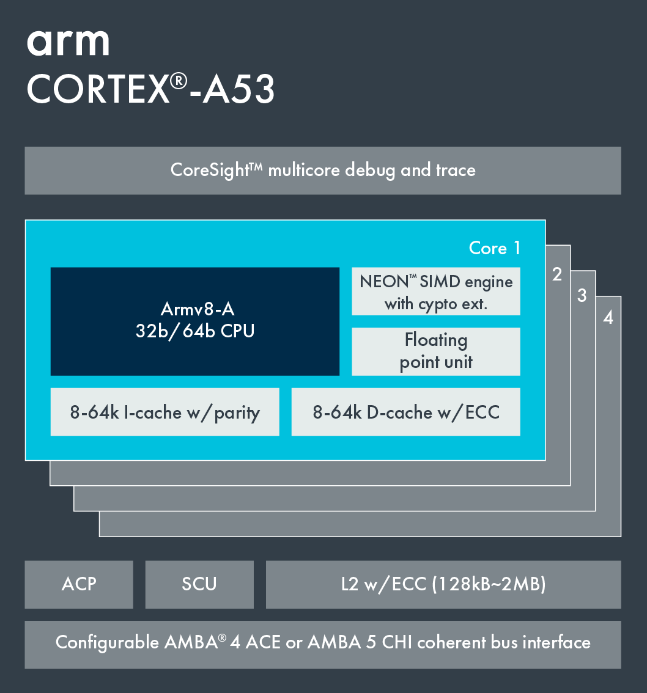 arm
CORTEX®-A53
CoreSight™ multicore debug and trace
Core 1
2
3
4
Armv8-A
32b/64b CPU
NEON™ SIMD engine
with cypto ext.
Floating
point unit
8-64k I-cache w/parity
8-64k D-cache w/ECC
ACP
SCU
L2 w/ECC (128kB~2MB)
Configurable AMBA® 4 ACE or AMBA 5 CHI coherent bus interface